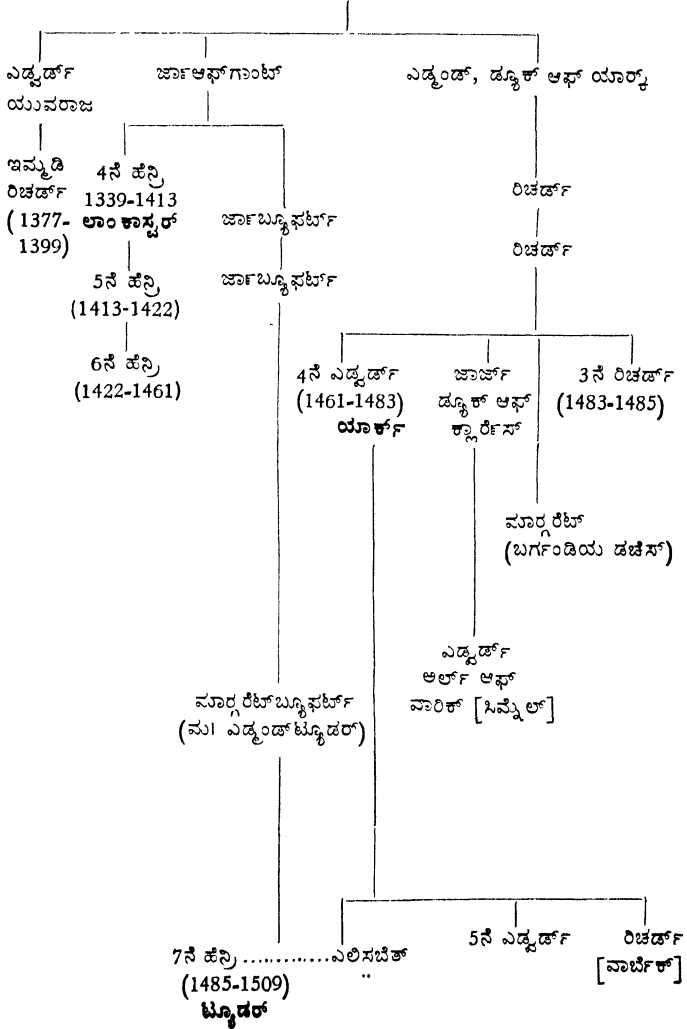 ಎಡ್ವರ್ಡ್
ಯುವರಾಜ
ಜಾನ್‌ಆಫ್‌ಗಾಂಟ್
ಎಡ್ಮಂಡ್, ಡ್ಯೂಕ್ ಆಫ್ ಯಾರ್ಕ್
ಇಮ್ಮಡಿ
ರಿಚರ್ಡ್
(1377-
1399)
4ನೆ ಹೆನ್ರಿ
1339-1413
ಲಾಂಕಾಸ್ಟರ್
ಜಾನ್‌ಬ್ಯೂಫರ್ಟ್
ರಿಚರ್ಡ್
ರಿಚರ್ಡ್
5ನೆ ಹೆನ್ರಿ
(1413-1422)
ಜಾನ್‌ಬ್ಯೂಫರ್ಟ್
6ನೆ ಹೆನ್ರಿ
(1422-1461)
4ನೆ ಎಡ್ವರ್ಡ್
(1461-1483)
ಯಾರ್ಕ್
ಜಾರ್ಜ್
ಡ್ಯೂಕ್ ಆಫ್
ಕ್ಲಾರೆನ್ಸ್
3ನೆ ರಿಚರ್ಡ್
(1483-1485)
ಮಾರ್ಗರೆಟ್
(ಬರ್ಗಂಡಿಯ ಡಚೆಸ್)
ಎಡ್ವರ್ಡ್
ಅರ್ಲ್ ಆಫ್
ವಾರಿಕ್ [ಸಿಮ್ನೆಲ್]
ಮಾರ್ಗರೆಟ್‌ಬ್ಯೂಫರ್ಟ್
(ಮ। ಎಡ್ಮಂಡ್‌ಟ್ಯೂಡರ್)
7ನೆ ಹೆನ್ರಿ ............ಎಲಿಸಬೆತ್
(1485-1509) ,,
ಟ್ಯೂಡರ್
5ನೆ ಎಡ್ವರ್ಡ್
ರಿಚರ್ಡ್
[ವಾರ್ಬೆಕ್]